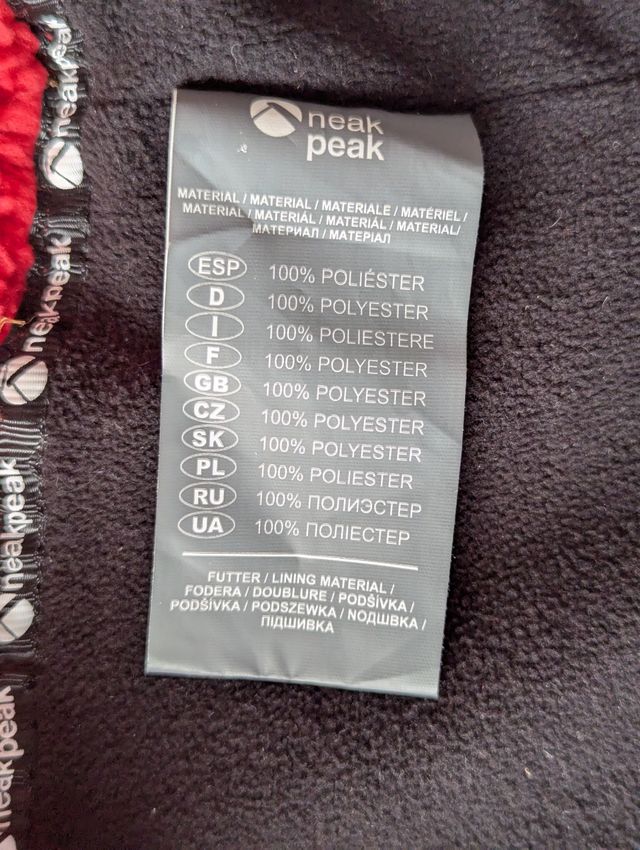 neak
peak
MATERIAL / MATERIAL / MATERIALE / MATÉRIEL /
MATERIAL / MATERIÁL / MATERIÁL / MATERIAL/
МАТЕРИАЛ / МАТЕРІАЛ
ESP 100% POLIÉSTER
D 100% POLYESTER
I 100% POLIESTERE
F 100% POLYESTER
GB 100% POLYESTER
CZ 100% POLYESTER
SK 100% POLYESTER
PL 100% POLIESTER
RU 100% ПОЛИЭСТЕР
UA 100% ПОЛІЕСТЕР
FUTTER / LINING MATERIAL /
FODERA / DOUBLURE / PODŠÍVKA /
PODŠÍVKA / PODSZEWKA / NОДШВКА /
ПІДШИВКА
neakpeak
neakpeak
neakpeak
neakpeak